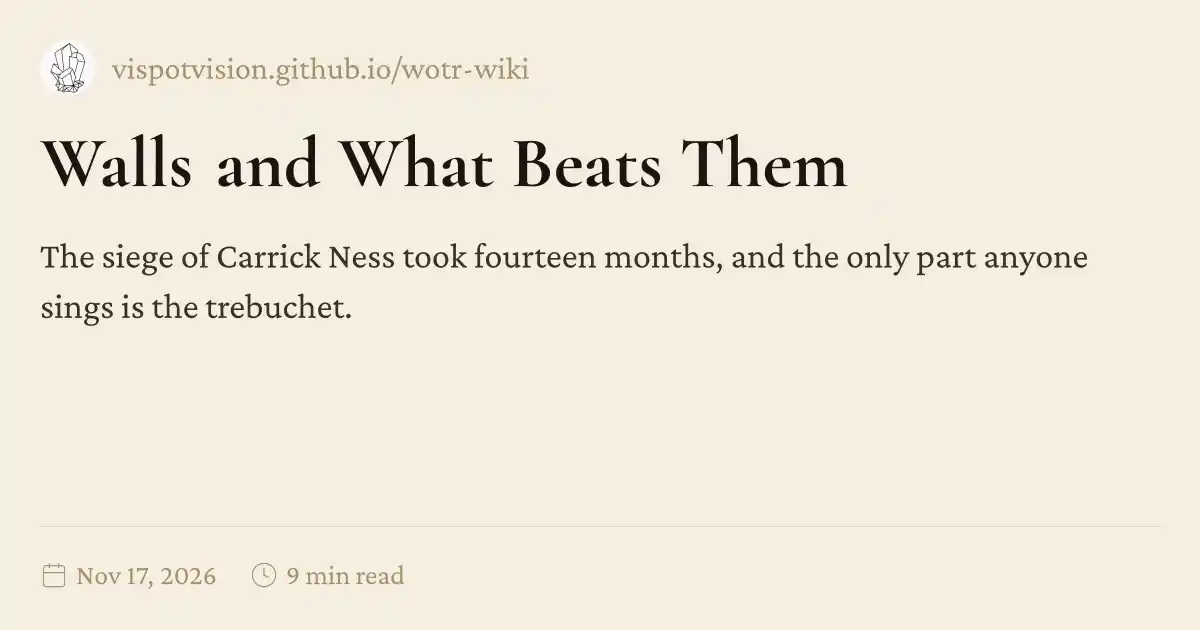 vispotvision.github.io/wotr-wiki
Walls and What Beats Them
The siege of Carrick Ness took fourteen months, and the only part anyone
sings is the trebuchet.
Nov 17, 2026 9 min read